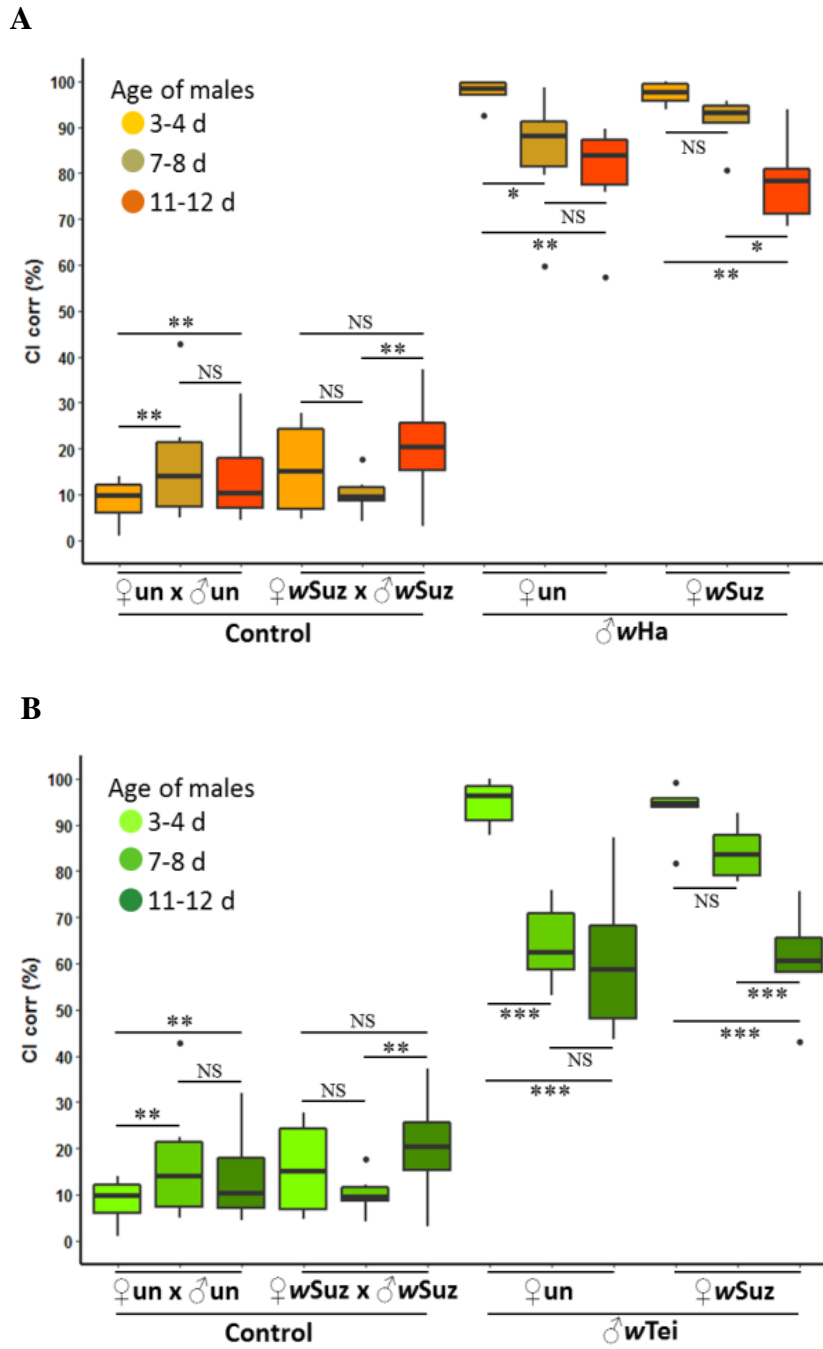 A
Age of males
3-4 d
7-8 d
11-12 d
CI corr (%)
100
90
80
70
60
50
40
30
20
10
0
** NS
NS **
** NS
* NS
**
NS
*
**
♀un x ♂un ♀wSuz x ♂wSuz ♀un ♀wSuz
Control ♂wHa
B
Age of males
3-4 d
7-8 d
11-12 d
CI corr (%)
100
90
80
70
60
50
40
30
20
10
0
** NS
NS **
** NS
*** NS
***
NS
***
***
♀un x ♂un ♀wSuz x ♂wSuz ♀un ♀wSuz
Control ♂wTei